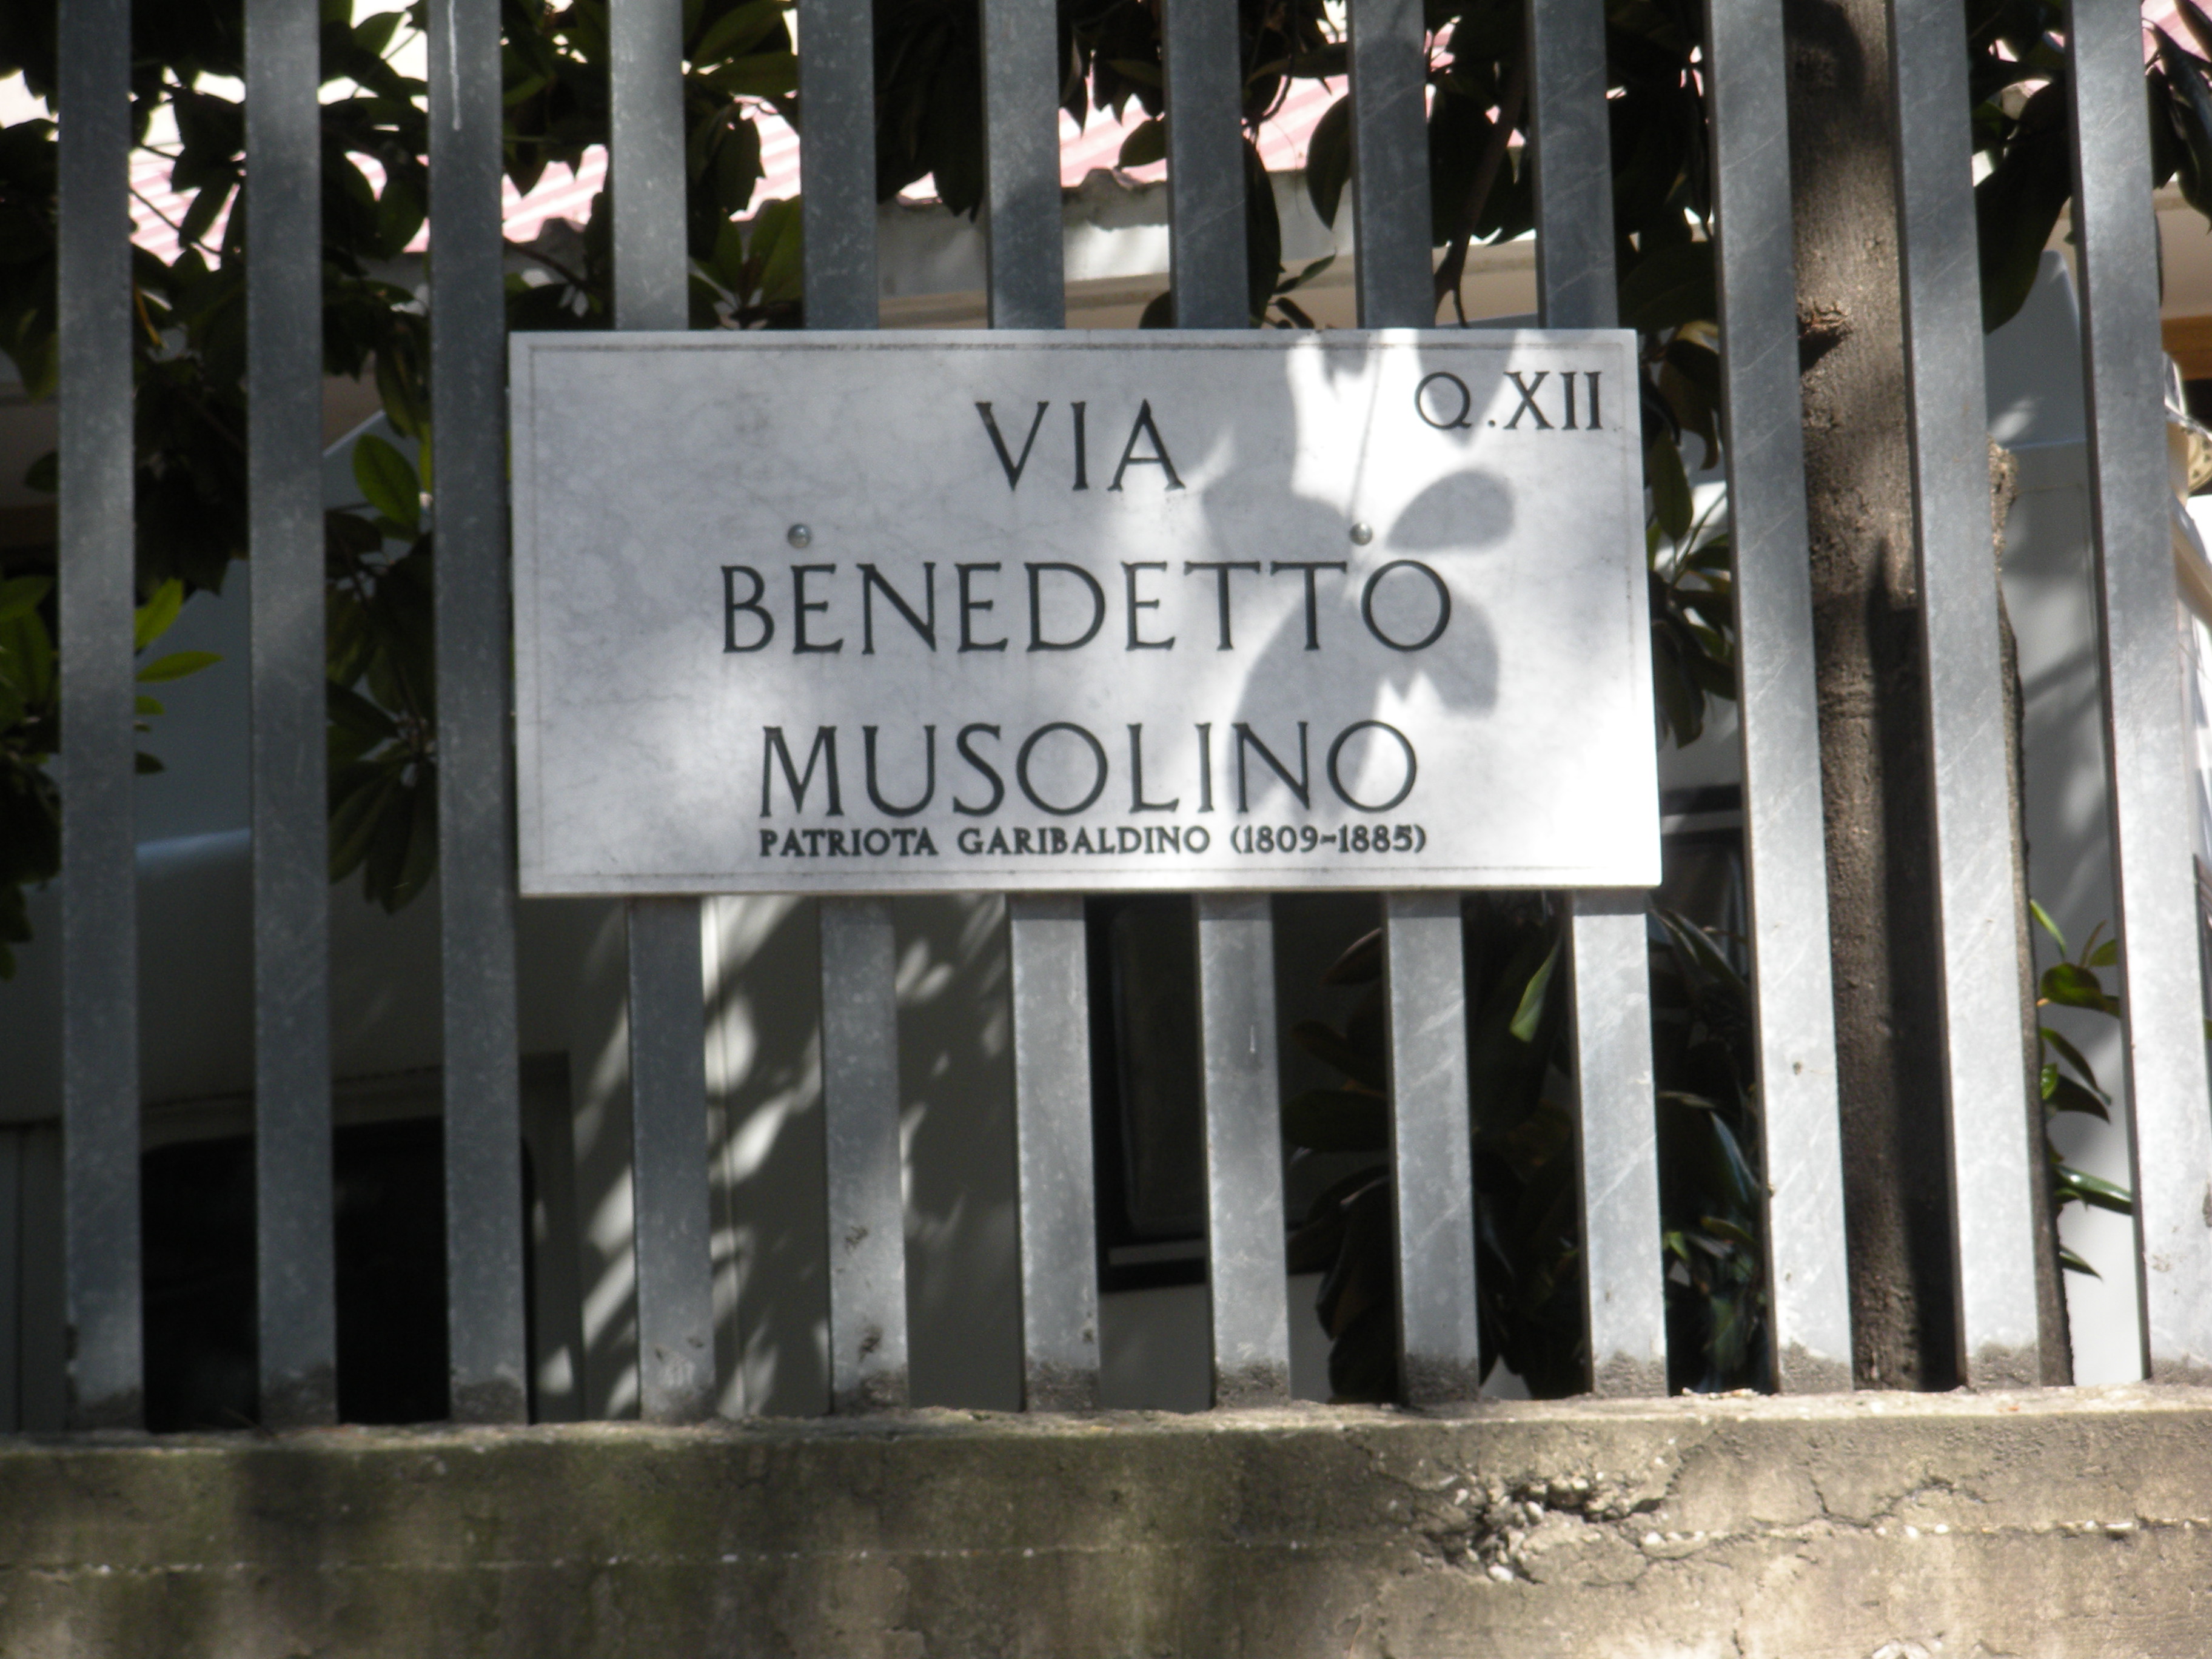 Q.XII
VIA
BENEDETTO
MUSOLINO
PATRIOTA GARIBALDINO (1809-1885)